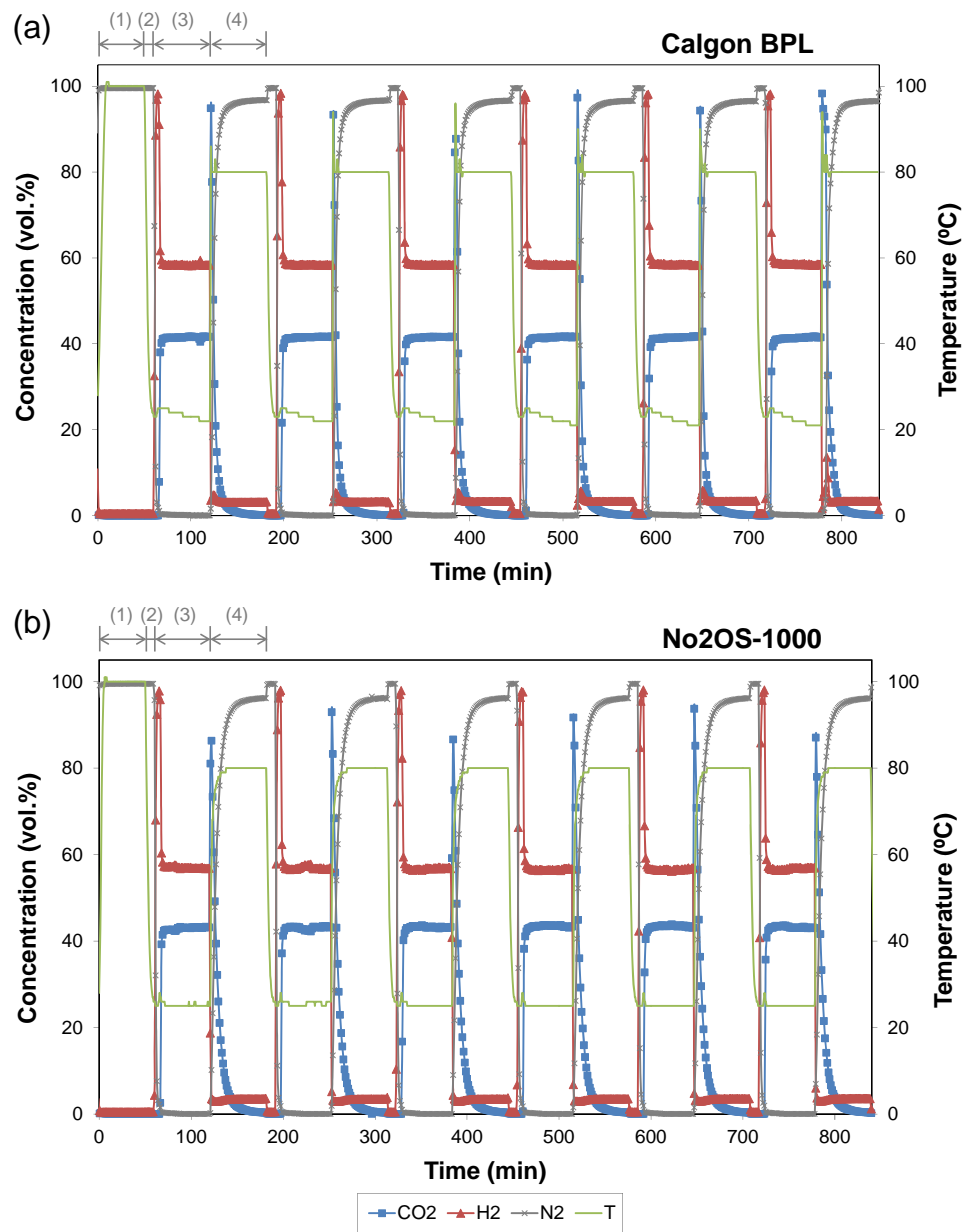 (a)
(1) (2) (3) (4)
Calgon BPL
100
80
60
40
20
0
Concentration (vol.%)
100
80
60
40
20
0
Temperature (ºC)
0 100 200 300 400 500 600 700 800
Time (min)
(b)
(1) (2) (3) (4)
No2OS-1000
100
80
60
40
20
0
Concentration (vol.%)
100
80
60
40
20
0
Temperature (ºC)
0 100 200 300 400 500 600 700 800
Time (min)
CO2 H2 N2 T